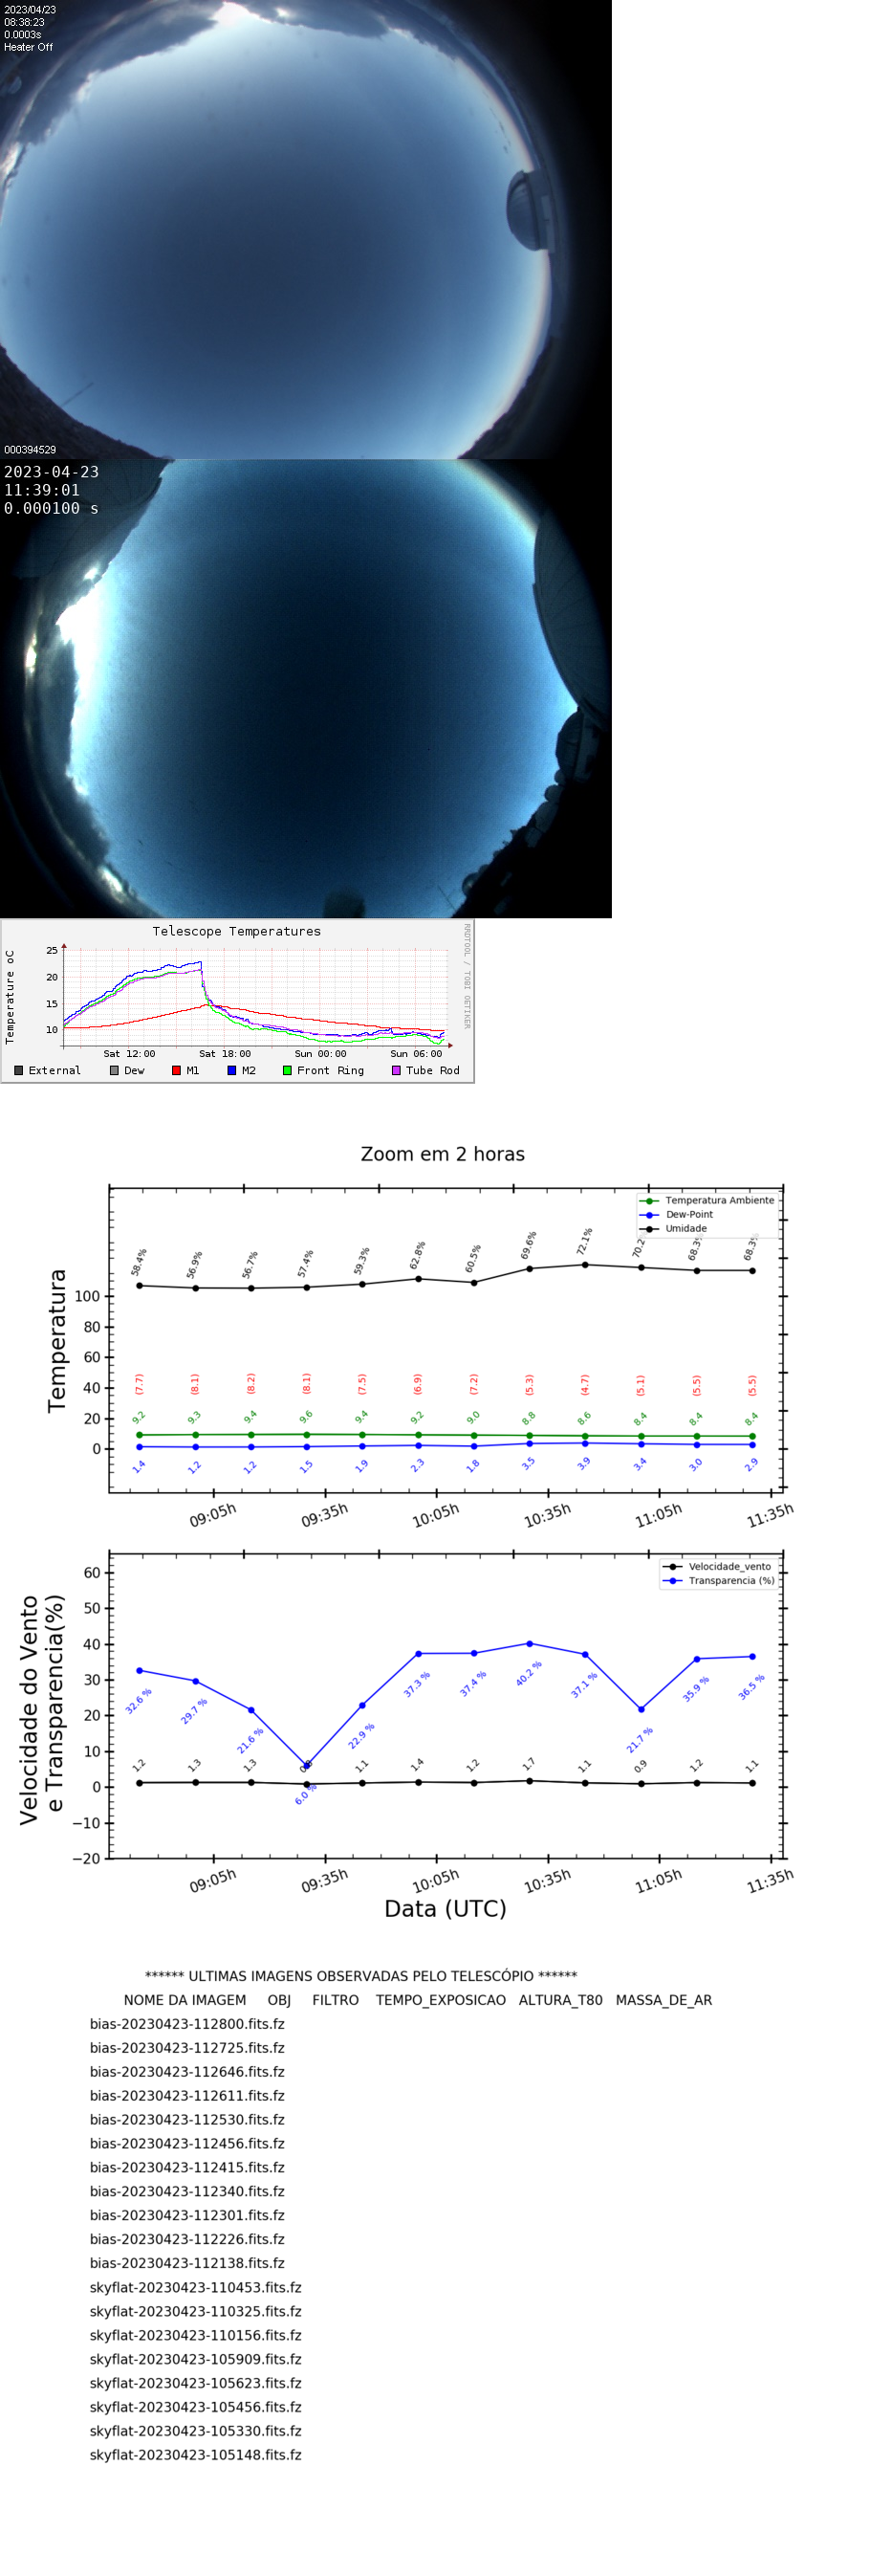 2023/04/23
08:38:23
0.0003s
Heater Off
000394529
2023-04-23
11:39:01
0.000100 s
Telescope Temperatures
RRDTOOL / TOBI OETIKER
Temperature oC
25
20
15
10
Sat 12:00 Sat 18:00 Sun 00:00 Sun 06:00
External Dew M1 M2 Front Ring Tube Rod
Zoom em 2 horas
Temperatura Ambiente
Dew-Point
Umidade
58.4% 56.9% 56.7% 57.4% 59.3% 62.8% 60.5% 69.6% 72.1% 70.2 68.3% 68.3%
Temperatura
100
80
60
40
20
0
(7.7) (8.1) (8.2) (8.1) (7.5) (6.9) (7.2) (5.3) (4.7) (5.1) (5.5) (5.5)
9.2 9.3 9.4 9.6 9.4 9.2 9.0 8.8 8.6 8.4 8.4 8.4
1.4 1.2 1.2 1.5 1.9 2.3 1.8 3.5 3.9 3.4 3.0 2.9
09:05h 09:35h 10:05h 10:35h 11:05h 11:35h
Velocidade_vento
Transparencia (%)
Velocidade do Vento
e Transparencia(%)
60
50
40
30
20
10
0
−10
−20
32.6 % 29.7 % 21.6 % 6.0 % 22.9 % 37.3 % 37.4 % 40.2 % 37.1 % 21.7 % 35.9 % 36.5 %
1.2 1.3 1.3 1.1 1.4 1.2 1.7 1.1 0.9 1.2 1.1
09:05h 09:35h 10:05h 10:35h 11:05h 11:35h
Data (UTC)
****** ULTIMAS IMAGENS OBSERVADAS PELO TELESCÓPIO ******
NOME DA IMAGEM OBJ FILTRO TEMPO_EXPOSICAO ALTURA_T80 MASSA_DE_AR
bias-20230423-112800.fits.fz
bias-20230423-112725.fits.fz
bias-20230423-112646.fits.fz
bias-20230423-112611.fits.fz
bias-20230423-112530.fits.fz
bias-20230423-112456.fits.fz
bias-20230423-112415.fits.fz
bias-20230423-112340.fits.fz
bias-20230423-112301.fits.fz
bias-20230423-112226.fits.fz
bias-20230423-112138.fits.fz
skyflat-20230423-110453.fits.fz
skyflat-20230423-110325.fits.fz
skyflat-20230423-110156.fits.fz
skyflat-20230423-105909.fits.fz
skyflat-20230423-105623.fits.fz
skyflat-20230423-105456.fits.fz
skyflat-20230423-105330.fits.fz
skyflat-20230423-105148.fits.fz